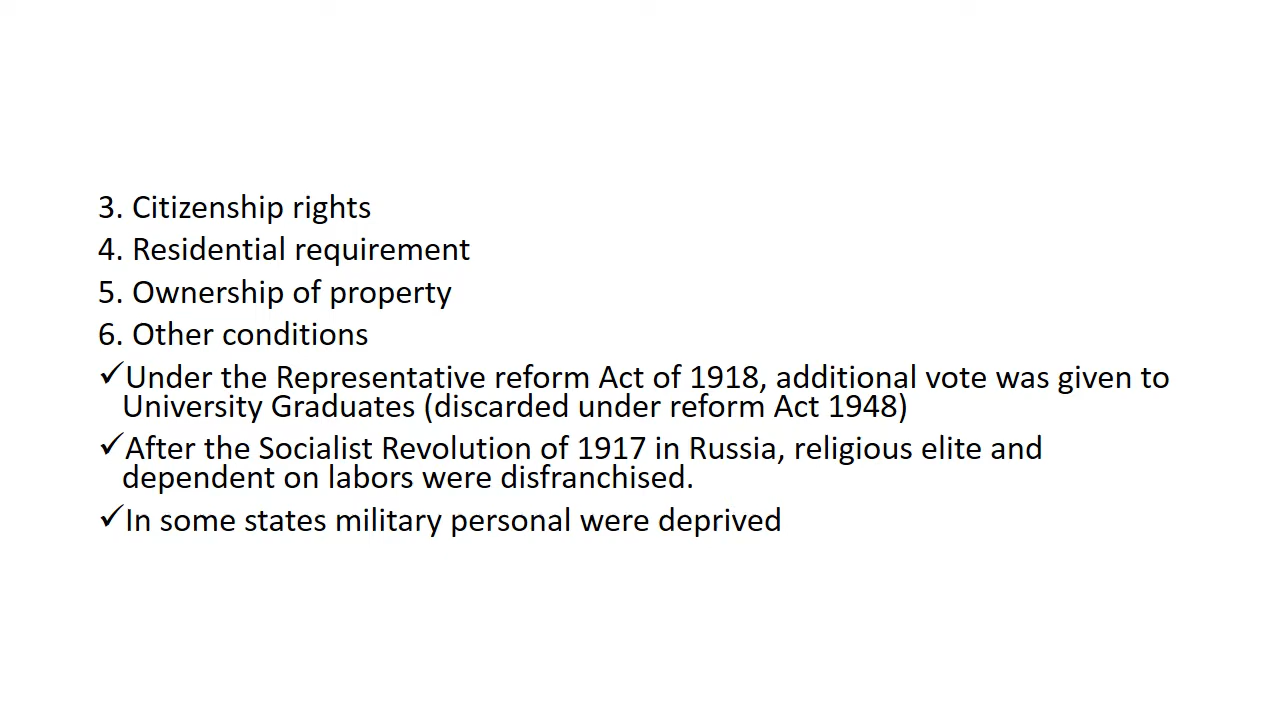 3. Citizenship rights
4. Residential requirement
5. Ownership of property
6. Other conditions
✓Under the Representative reform Act of 1918, additional vote was given to
University Graduates (discarded under reform Act 1948)
✓After the Socialist Revolution of 1917 in Russia, religious elite and
dependent on labors were disfranchised.
✓In some states military personal were deprived